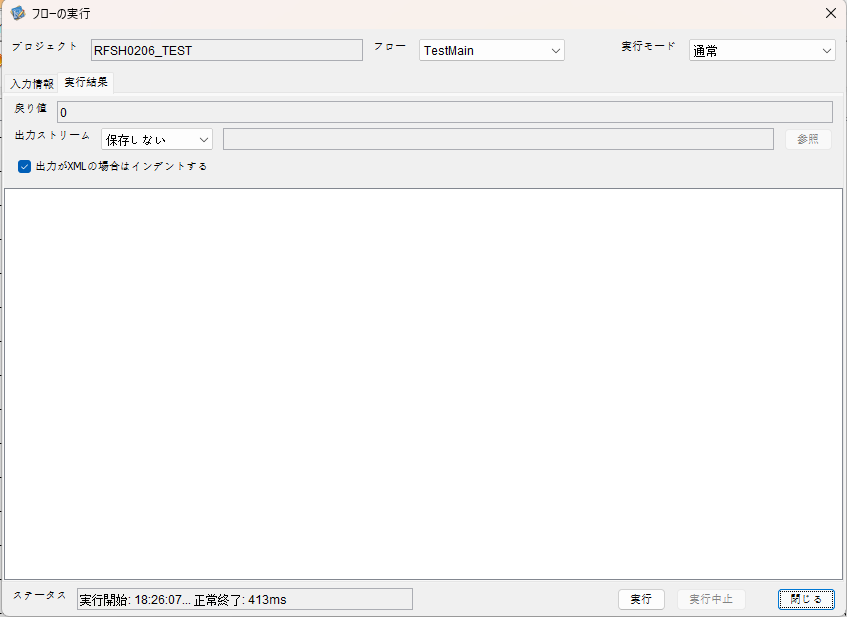 フローの実行
プロジェクト RFSH0206_TEST フロー TestMain 実行モード 通常
入力情報 実行結果
戻り値 0
出力ストリーム 保存しない 参照
出力がXMLの場合はインデントする
ステータス 実行開始: 18:26:07... 正常終了: 413ms 実行 実行中止 閉じる